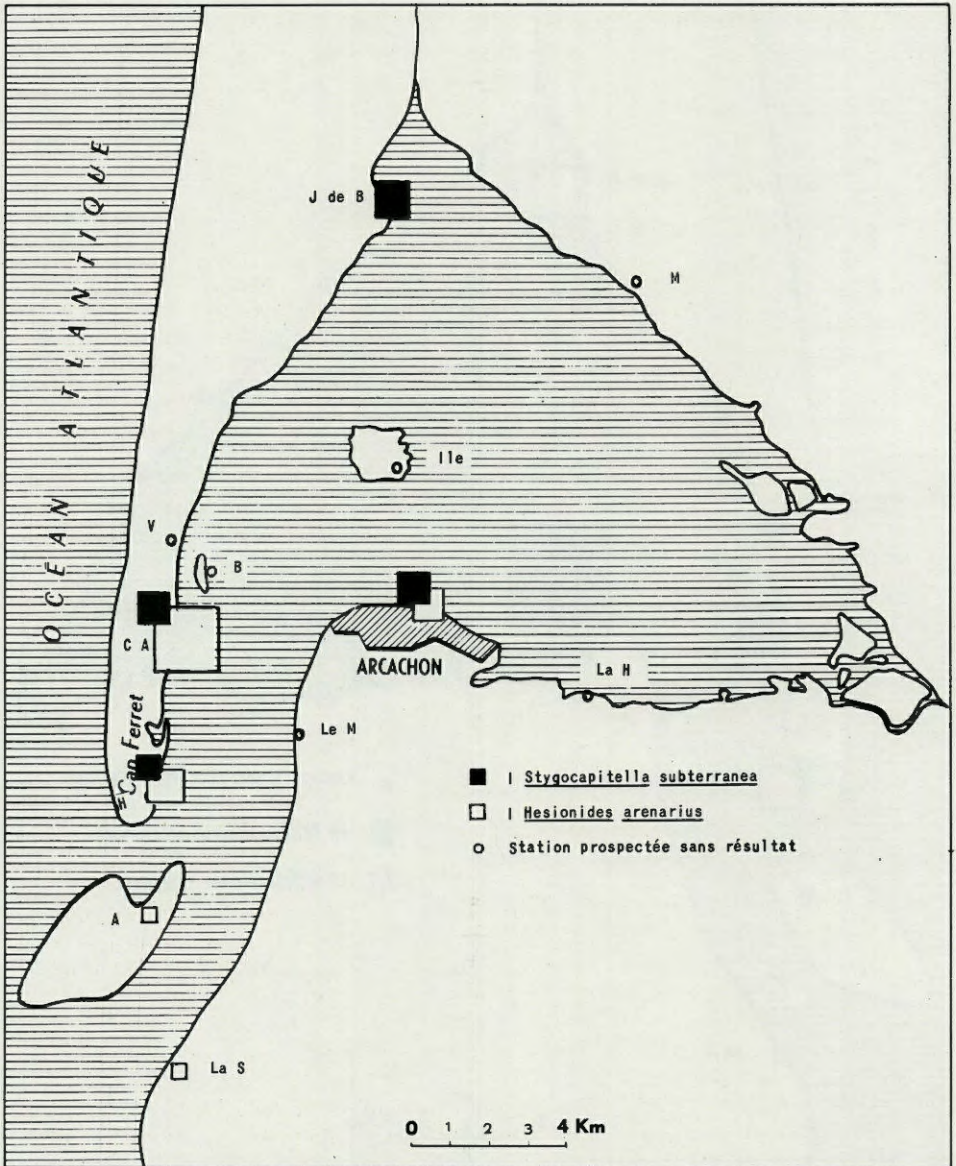 OCÉAN ATLANTIQUE
J de B
M
Ile
V
B
C A
ARCACHON
La H
Cap Ferret
Le M
I Stygocapitella subterranea
I Hesionides arenarius
Station prospectée sans résultat
A
La S
0 1 2 3 4 Km